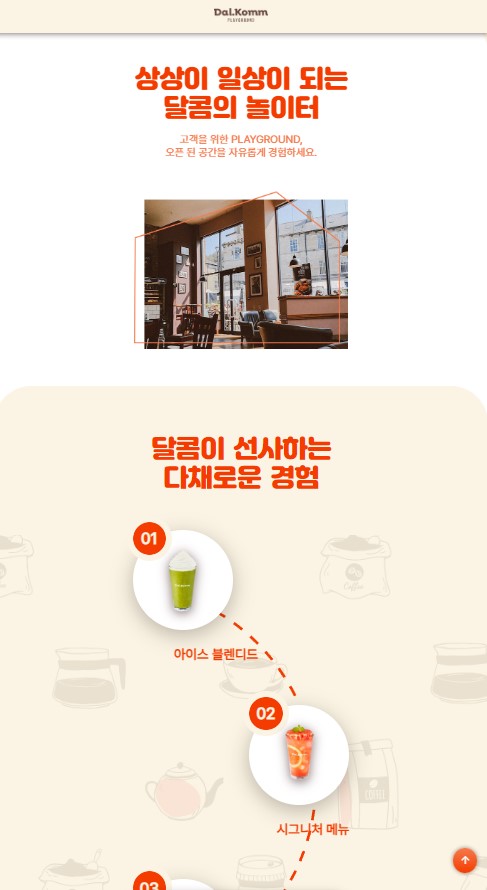 Dal.Komm
PLAYGROUND
상상이 일상이 되는
달콤의 놀이터
고객을 위한 PLAYGROUND,
오픈 된 공간을 자유롭게 경험하세요.
달콤이 선사하는
다채로운 경험
01
아이스 블렌디드
02
시그니처 메뉴
03
Coffee
COFFEE